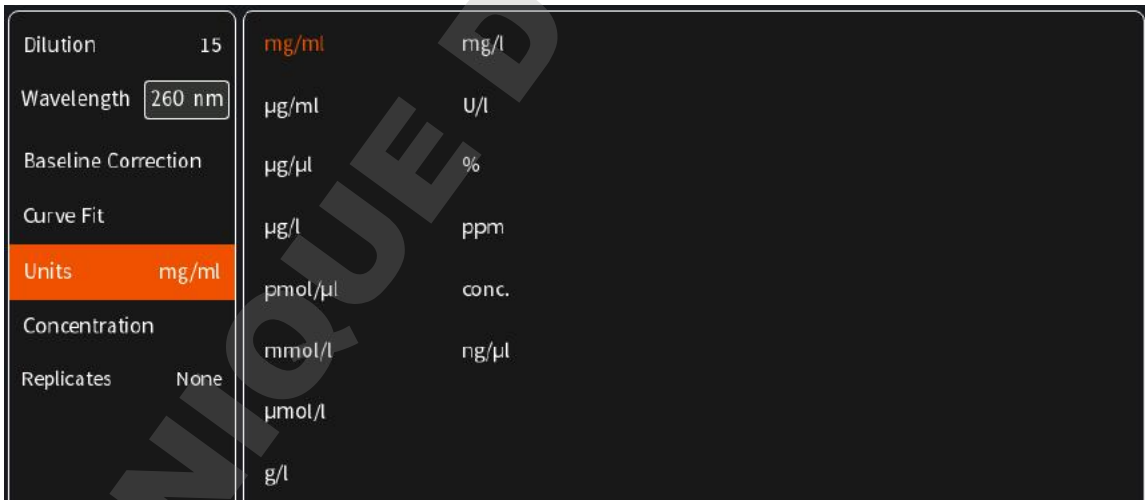 Dilution 15
Wavelength 260 nm
Baseline Correction
Curve Fit
Units mg/ml
Concentration
Replicates None
mg/ml mg/l
µg/ml U/l
µg/µl %
µg/l ppm
pmol/µl conc.
mmol/l ng/µl
µmol/l
g/l
NIQUE D